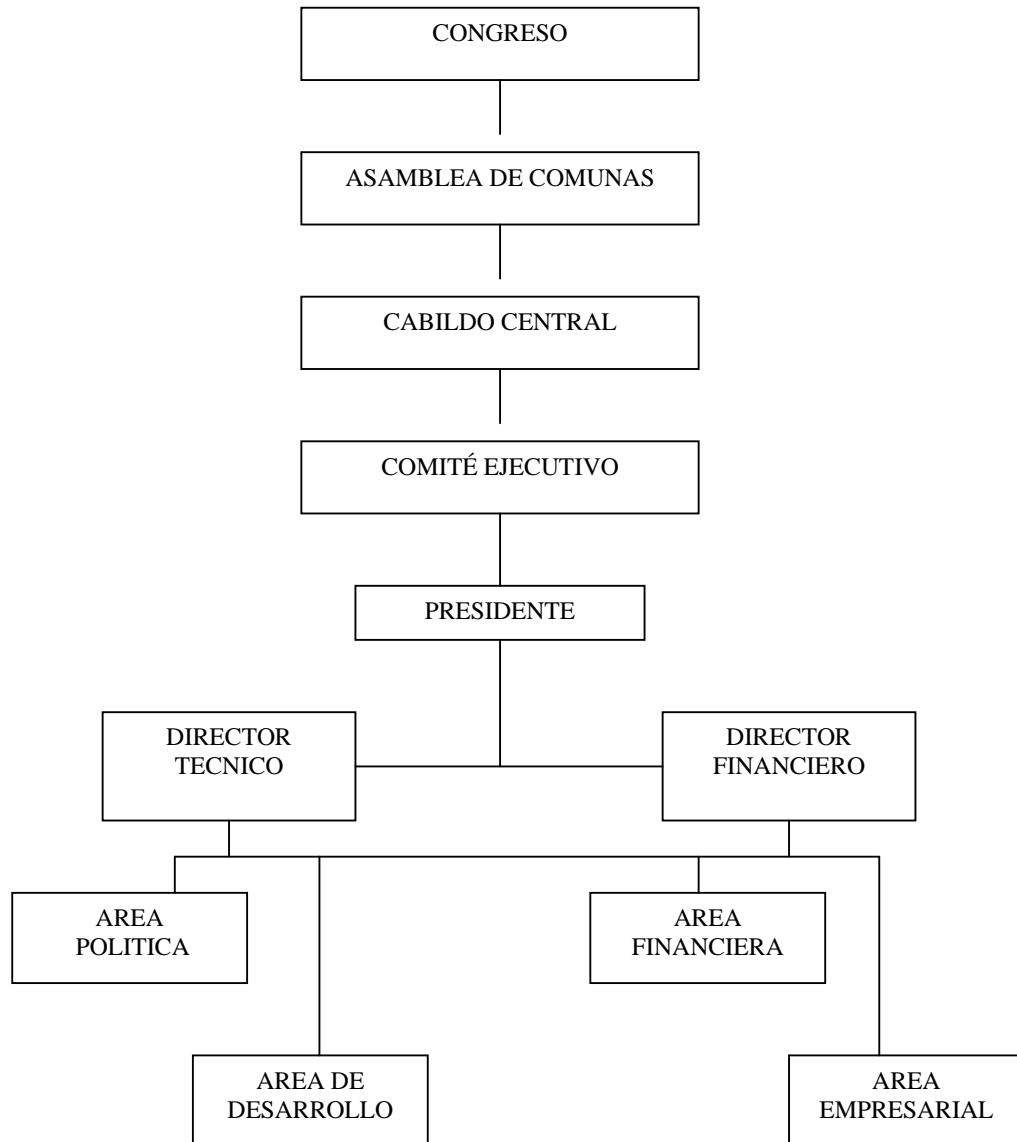 CONGRESO
ASAMBLEA DE COMUNAS
CABILDO CENTRAL
COMITÉ EJECUTIVO
PRESIDENTE
DIRECTOR
TECNICO
DIRECTOR
FINANCIERO
AREA
POLITICA
AREA
FINANCIERA
AREA DE
DESARROLLO
AREA
EMPRESARIAL